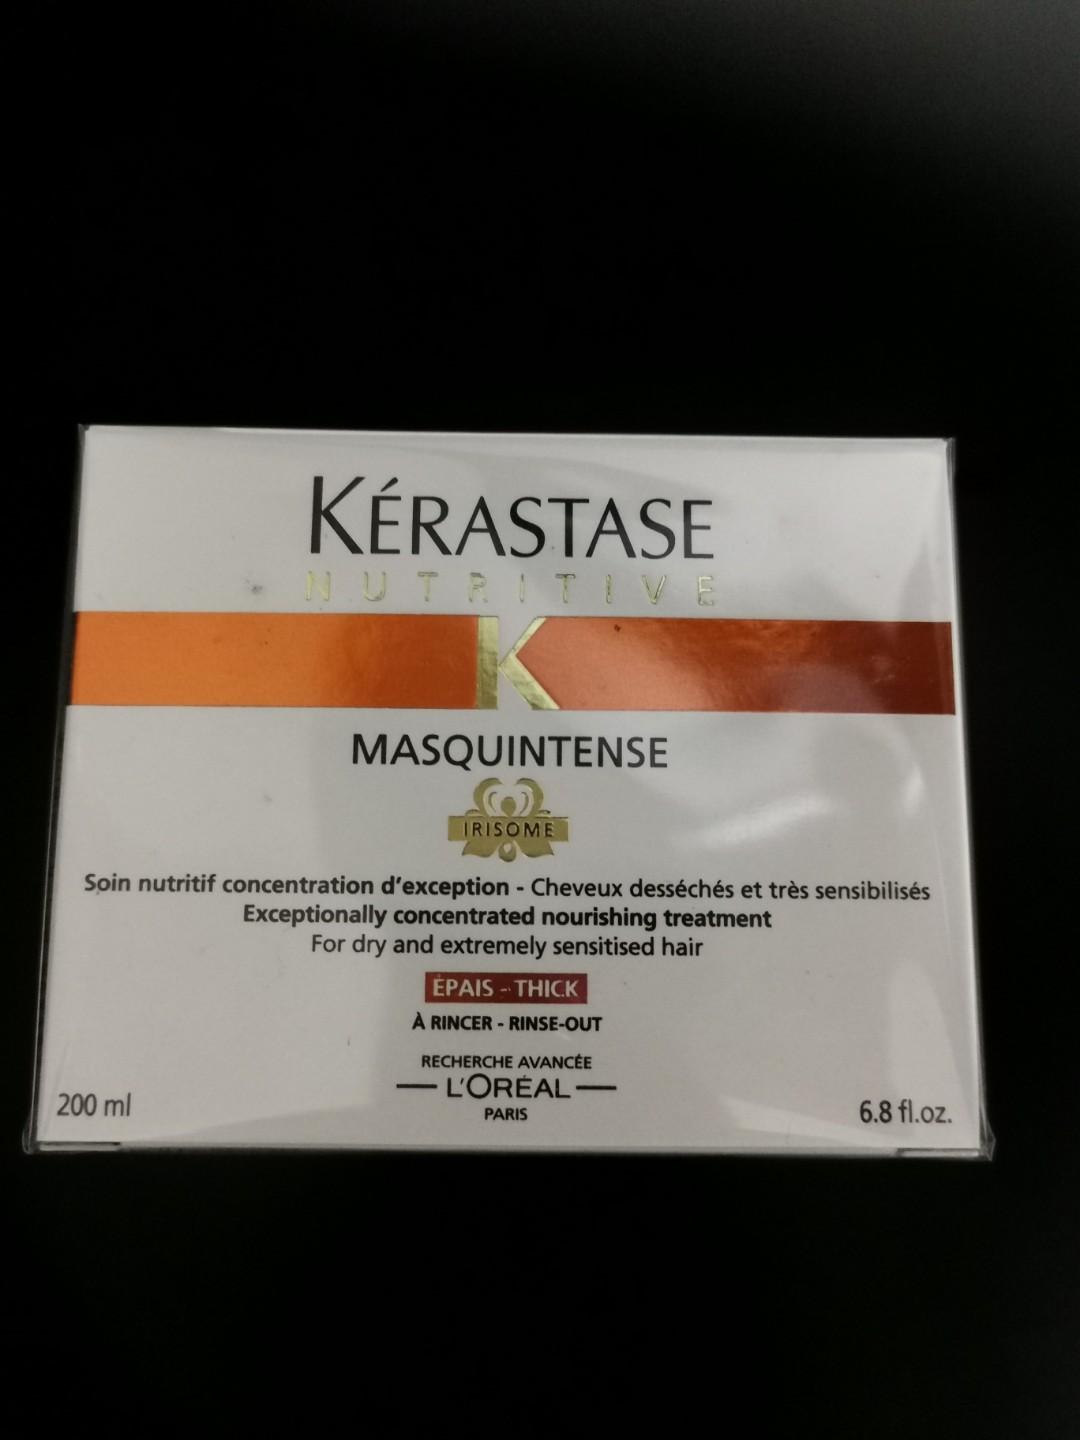 KÉRASTASE
NUTRITIVE
K
MASQUINTENSE
IRISOME
Soin nutritif concentration d'exception - Cheveux desséchés et très sensibilisés
Exceptionally concentrated nourishing treatment
For dry and extremely sensitised hair
ÉPAIS - THICK
À RINCER - RINSE-OUT
RECHERCHE AVANCÉE
L'ORÉAL
PARIS
200 ml
6.8 fl.oz.